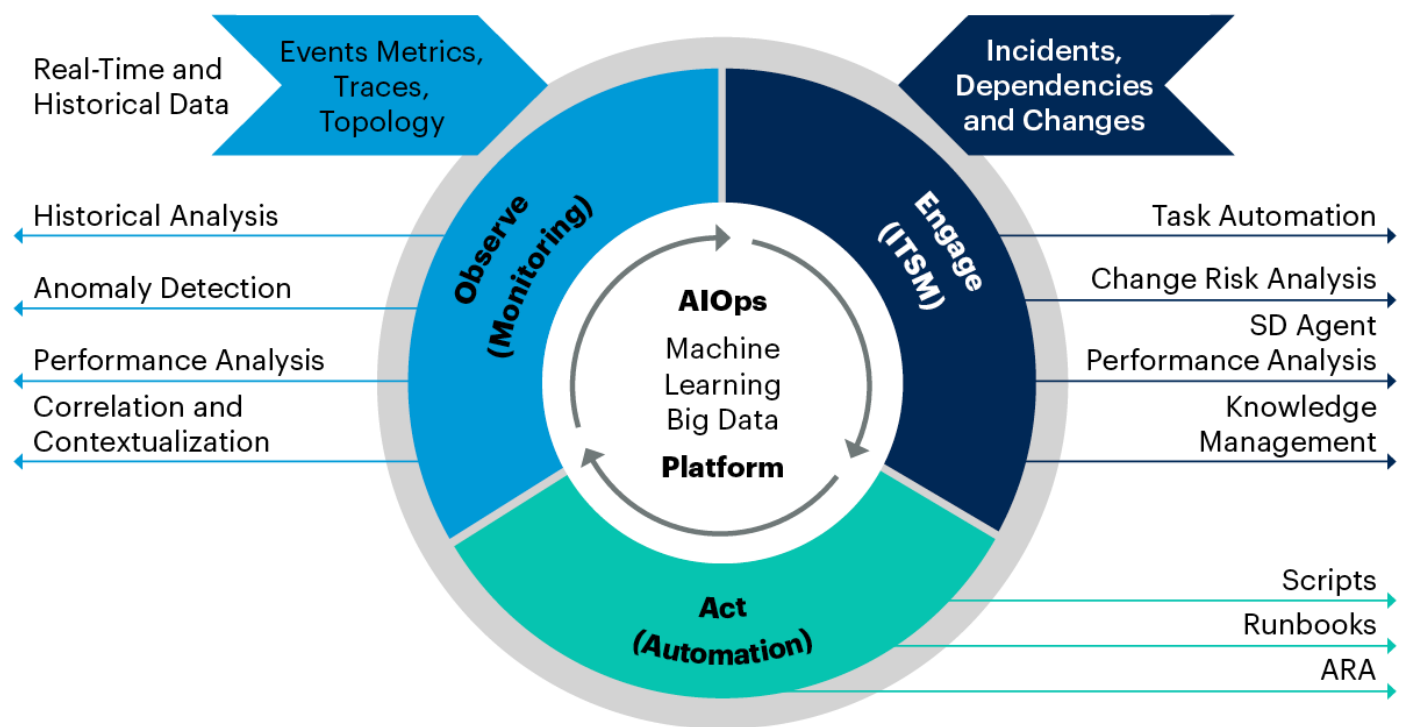 Real-Time and
Historical Data
Events Metrics,
Traces,
Topology
Incidents,
Dependencies
and Changes
Historical Analysis
Anomaly Detection
Performance Analysis
Correlation and
Contextualization
Observe
(Monitoring)
AIOps
Machine
Learning
Big Data
Platform
Engage
(ITSM)
Task Automation
Change Risk Analysis
SD Agent
Performance Analysis
Knowledge
Management
Act
(Automation)
Scripts
Runbooks
ARA